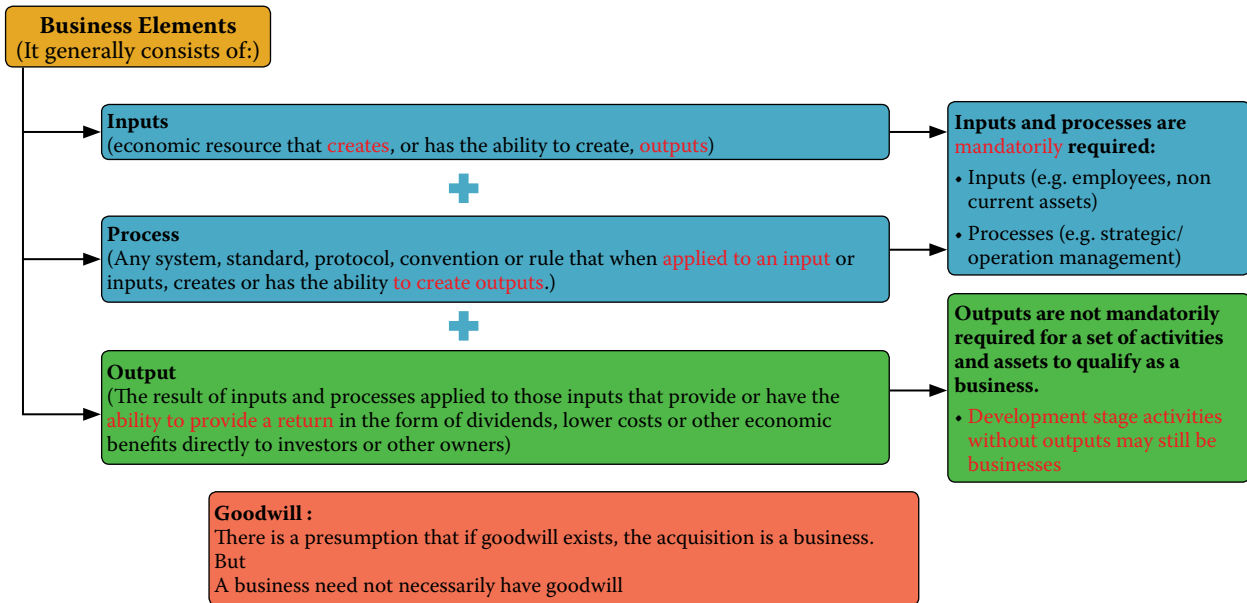 Business Elements
(It generally consists of:)
Inputs
(economic resource that creates, or has the ability to create, outputs)
Process
(Any system, standard, protocol, convention or rule that when applied to an input or
inputs, creates or has the ability to create outputs.)
Output
(The result of inputs and processes applied to those inputs that provide or have the
ability to provide a return in the form of dividends, lower costs or other economic
benefits directly to investors or other owners)
Inputs and processes are
mandatorily required:
• Inputs (e.g. employees, non
current assets)
• Processes (e.g. strategic/
operation management)
Outputs are not mandatorily
required for a set of activities
and assets to qualify as a
business.
• Development stage activities
without outputs may still be
businesses
Goodwill :
There is a presumption that if goodwill exists, the acquisition is a business.
But
A business need not necessarily have goodwill